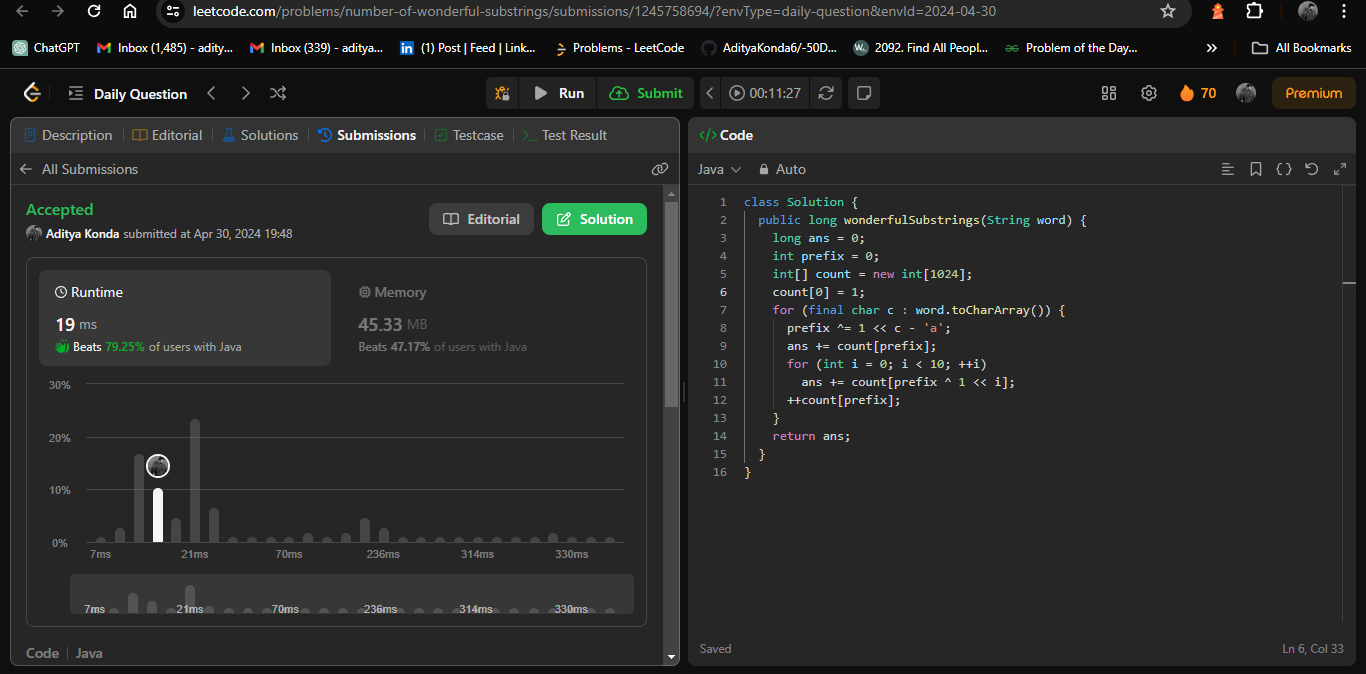 leetcode.com/problems/number-of-wonderful-substrings/submissions/1245758694/?envType=daily-question&envId=2024-04-30
ChatGPT Inbox (1,485) - adity... Inbox (339) - aditya... (1) Post | Feed | Link... Problems - LeetCode AdityaKonda6/-50D... 2092. Find All Peopl... Problem of the Day... » All Bookmarks
Daily Question Run Submit 00:11:27 70 Premium
Description | Editorial | Solutions | Submissions | Testcase | Test Result
All Submissions
Accepted
Aditya Konda submitted at Apr 30, 2024 19:48
Editorial Solution
Runtime
19 ms
Beats 79.25% of users with Java
Memory
45.33 MB
Beats 47.17% of users with Java
30%
20%
10%
0%
7ms 21ms 70ms 236ms 314ms 330ms
7ms 21ms 70ms 236ms 314ms 330ms
Code | Java
</> Code
Java Auto
1 class Solution {
2 public long wonderfulSubstrings(String word) {
3 long ans = 0;
4 int prefix = 0;
5 int[] count = new int[1024];
6 count[0] = 1;
7 for (final char c : word.toCharArray()) {
8 prefix ^= 1 << c - 'a';
9 ans += count[prefix];
10 for (int i = 0; i < 10; ++i)
11 ans += count[prefix ^ 1 << i];
12 ++count[prefix];
13 }
14 return ans;
15 }
16 }
Saved Ln 6, Col 33